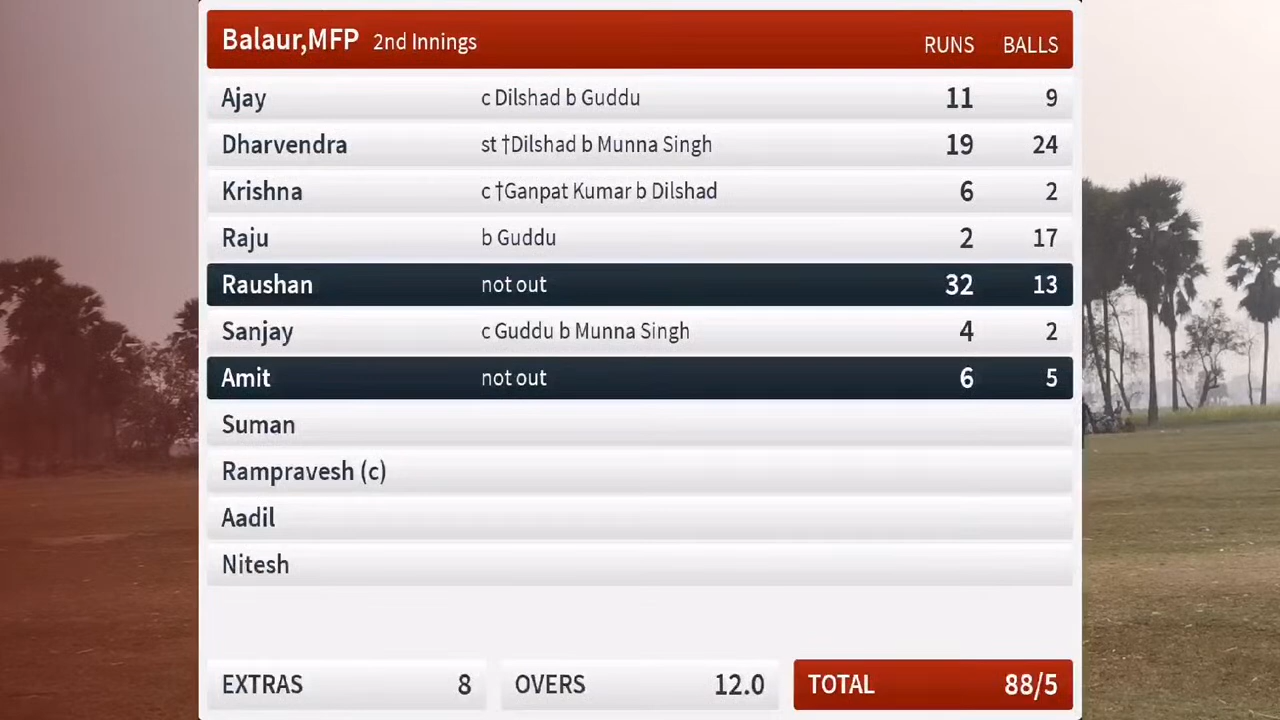 Balaur,MFP 2nd Innings RUNS BALLS
Ajay c Dilshad b Guddu 11 9
Dharvendra st †Dilshad b Munna Singh 19 24
Krishna c †Ganpat Kumar b Dilshad 6 2
Raju b Guddu 2 17
Raushan not out 32 13
Sanjay c Guddu b Munna Singh 4 2
Amit not out 6 5
Suman
Rampravesh (c)
Aadil
Nitesh
EXTRAS 8 OVERS 12.0 TOTAL 88/5